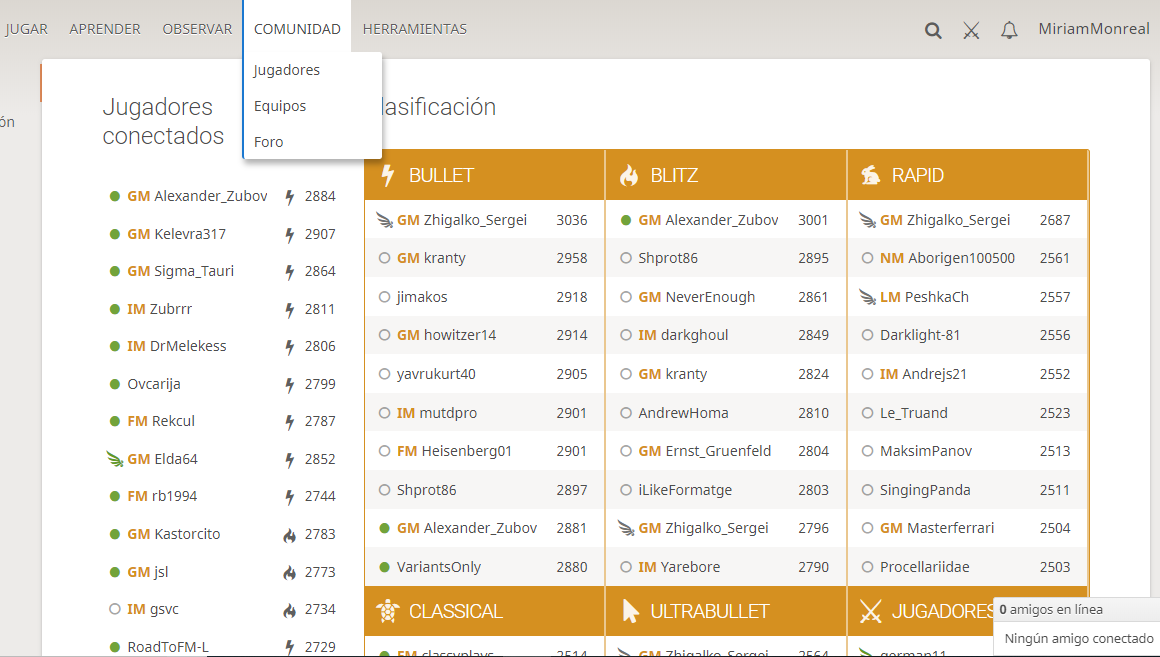 JUGAR APRENDER OBSERVAR COMUNIDAD HERRAMIENTAS MiriamMonreal
Jugadores
Equipos
Foro
ón
Jugadores
conectados
GM Alexander_Zubov 2884
GM Kelevra317 2907
GM Sigma_Tauri 2864
IM Zubrrr 2811
IM DrMelekess 2806
Ovcarija 2799
FM Rekcul 2787
GM Elda64 2852
FM rb1994 2744
GM Kastorcito 2783
GM jsl 2773
IM gsvc 2734
RoadToFM-L 2729
lasificación
BULLET
GM Zhigalko_Sergei 3036
GM kranty 2958
jimakos 2918
GM howitzer14 2914
yavrukurt40 2905
IM mutdpro 2901
FM Heisenberg01 2901
Shprot86 2897
GM Alexander_Zubov 2881
VariantsOnly 2880
BLITZ
GM Alexander_Zubov 3001
Shprot86 2895
GM NeverEnough 2861
IM darkghoul 2849
GM kranty 2824
AndrewHoma 2810
GM Ernst_Gruenfeld 2804
iLikeFormatge 2803
GM Zhigalko_Sergei 2796
IM Yarebore 2790
RAPID
GM Zhigalko_Sergei 2687
NM Aborigen100500 2561
LM PeshkaCh 2557
Darklight-81 2556
IM Andrejs21 2552
Le_Truand 2523
MaksimPanov 2513
SingingPanda 2511
GM Masterferrari 2504
Procellariidae 2503
CLASSICAL
FM classyplays 2514
ULTRABULLET
GM Zhigalko_Sergei 2564
JUGADORES
german11
0 amigos en línea
Ningún amigo conectado